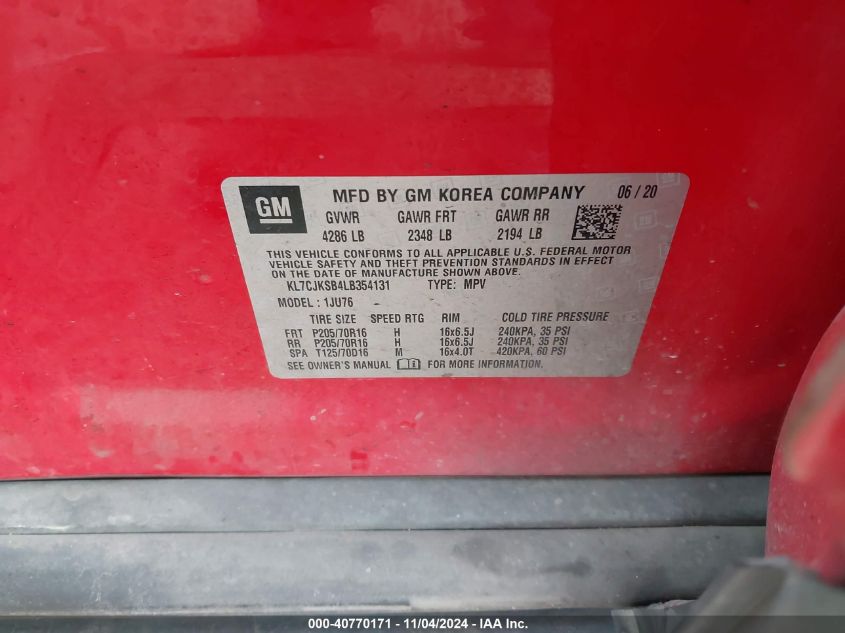 GM MFD BY GM KOREA COMPANY 06 / 20
GVWR GAWR FRT GAWR RR
4286 LB 2348 LB 2194 LB
THIS VEHICLE CONFORMS TO ALL APPLICABLE U.S. FEDERAL MOTOR
VEHICLE SAFETY AND THEFT PREVENTION STANDARDS IN EFFECT
ON THE DATE OF MANUFACTURE SHOWN ABOVE.
KL7CJKSB4LB354131 TYPE: MPV
MODEL : 1JU76
TIRE SIZE SPEED RTG RIM COLD TIRE PRESSURE
FRT P205/70R16 H 16x6.5J 240KPA, 35 PSI
RR P205/70R16 H 16x6.5J 240KPA, 35 PSI
SPA T125/70D16 M 16x4.0T 420KPA, 60 PSI
SEE OWNER'S MANUAL FOR MORE INFORMATION.
000-40770171 - 11/04/2024 - IAA Inc.